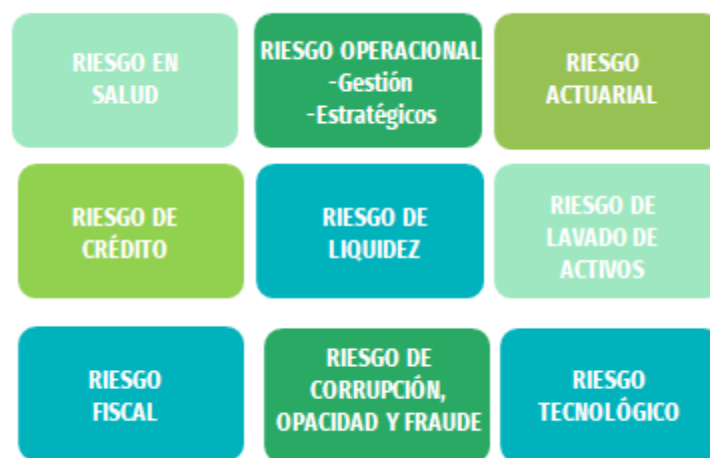 RIESGO EN
SALUD
RIESGO OPERACIONAL
-Gestión
-Estratégicos
RIESGO
ACTUARIAL
RIESGO DE
CRÉDITO
RIESGO DE
LIQUIDEZ
RIESGO DE
LAVADO DE
ACTIVOS
RIESGO
FISCAL
RIESGO DE
CORRUPCIÓN,
OPACIDAD Y FRAUDE
RIESGO
TECNOLÓGICO